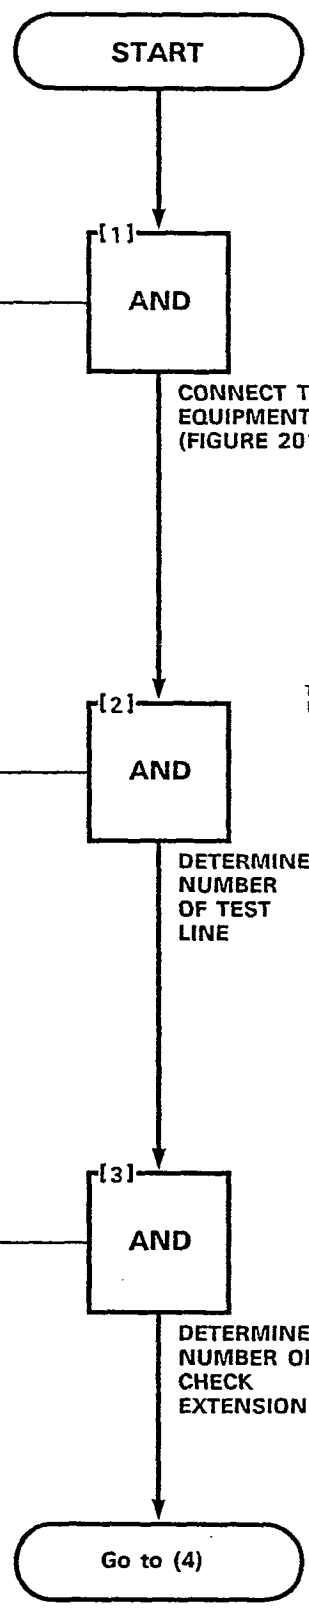 START
[1]
AND
CONNECT T
EQUIPMENT
(FIGURE 20
[2]
AND
DETERMINE
NUMBER
OF TEST
LINE
[3]
AND
DETERMINE
NUMBER O
CHECK
EXTENSION
Go to (4)